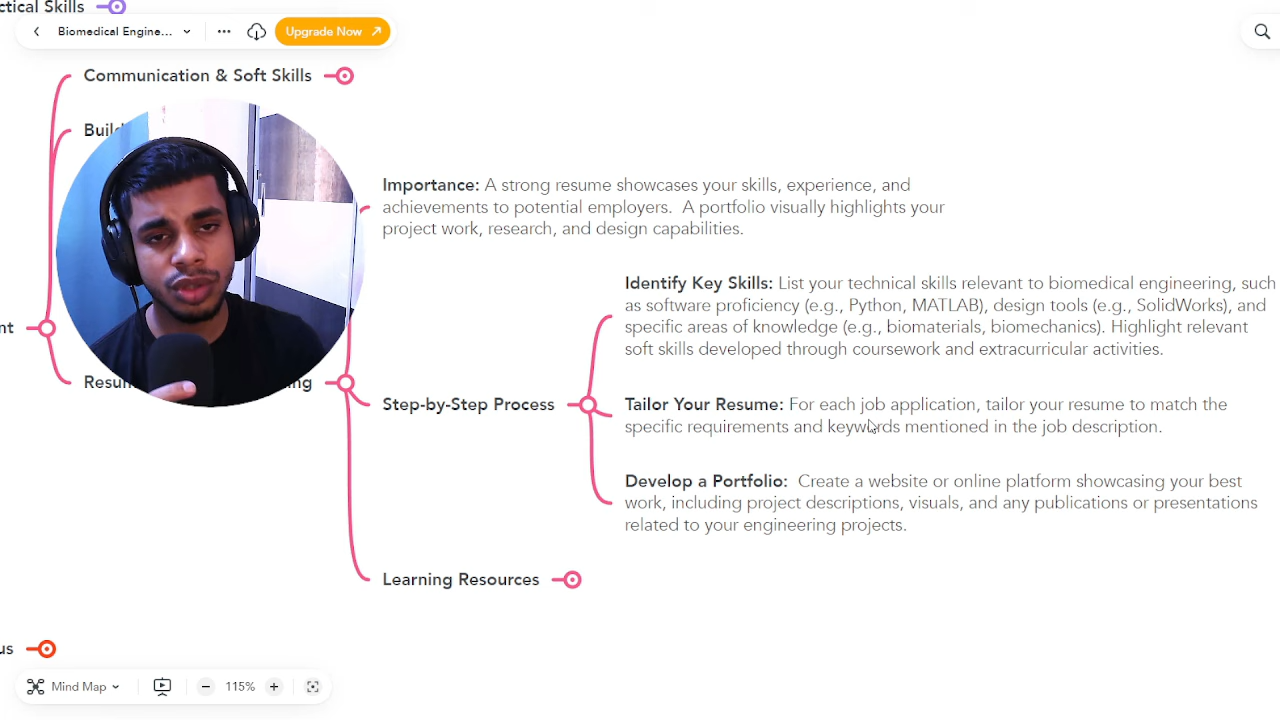 ctical Skills
Biomedical Engine...
Upgrade Now
Communication & Soft Skills
Build
Importance: A strong resume showcases your skills, experience, and
achievements to potential employers. A portfolio visually highlights your
project work, research, and design capabilities.
Identify Key Skills: List your technical skills relevant to biomedical engineering, such
as software proficiency (e.g., Python, MATLAB), design tools (e.g., SolidWorks), and
specific areas of knowledge (e.g., biomaterials, biomechanics). Highlight relevant
soft skills developed through coursework and extracurricular activities.
nt
Resum
ng
Step-by-Step Process
Tailor Your Resume: For each job application, tailor your resume to match the
specific requirements and keywords mentioned in the job description.
Develop a Portfolio: Create a website or online platform showcasing your best
work, including project descriptions, visuals, and any publications or presentations
related to your engineering projects.
Learning Resources
us
Mind Map
115%